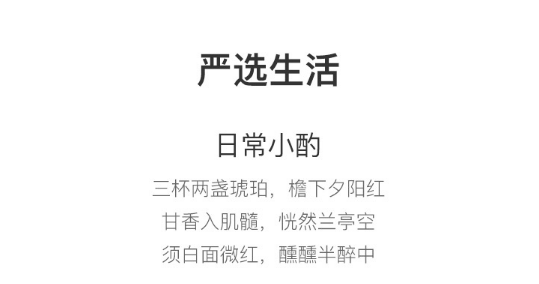 严选生活
日常小酌
三杯两盏琥珀，檐下夕阳红
甘香入肌髓，恍然兰亭空
须白面微红，醺醺半醉中